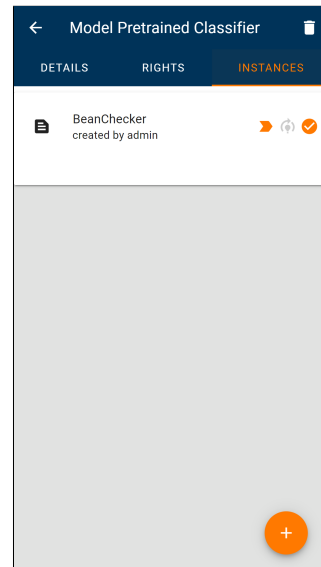 Model Pretrained Classifier
DETAILS RIGHTS INSTANCES
BeanChecker
created by admin